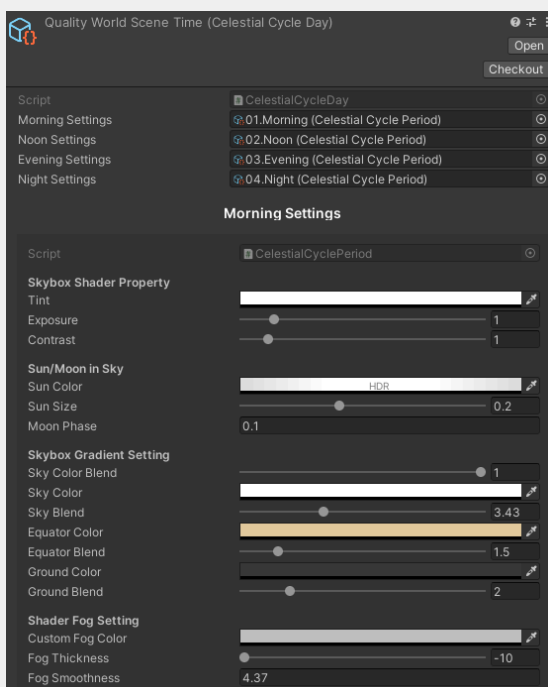 Quality World Scene Time (Celestial Cycle Day)
Open
Checkout
Script CelestialCycleDay
Morning Settings 01.Morning (Celestial Cycle Period)
Noon Settings 02.Noon (Celestial Cycle Period)
Evening Settings 03.Evening (Celestial Cycle Period)
Night Settings 04.Night (Celestial Cycle Period)
Morning Settings
Script CelestialCyclePeriod
Skybox Shader Property
Tint
Exposure 1
Contrast 1
Sun/Moon in Sky
Sun Color HDR
Sun Size 0.2
Moon Phase 0.1
Skybox Gradient Setting
Sky Color Blend 1
Sky Color
Sky Blend 3.43
Equator Color
Equator Blend 1.5
Ground Color
Ground Blend 2
Shader Fog Setting
Custom Fog Color
Fog Thickness -10
Fog Smoothness 4.37